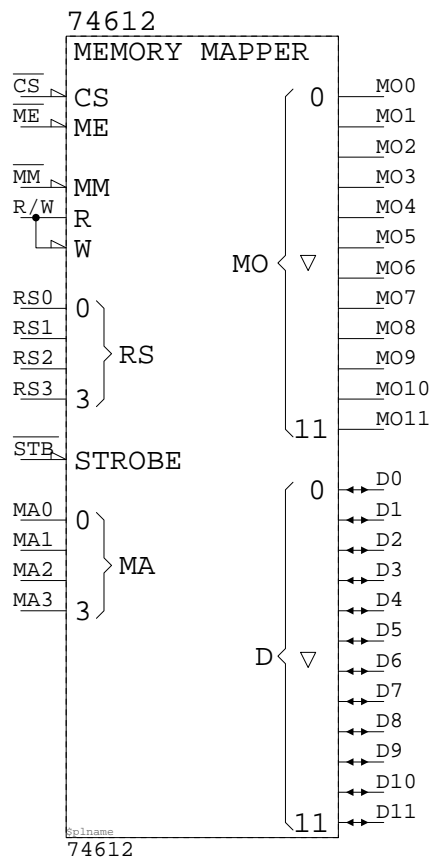 74612
MEMORY MAPPER
CS CS 0 MO0
ME ME MO1
MO2
MM MM MO3
R/W R MO4
W MO5
MO ▽ MO6
RS0 0 MO7
RS1 MO8
RS2 RS MO9
RS3 3 MO10
11 MO11
STB STROBE
0 D0
MA0 0 D1
MA1 D2
MA2 MA D3
MA3 3 D4
D5
D ▽ D6
D7
D8
D9
D10
11 D11
$plname
74612